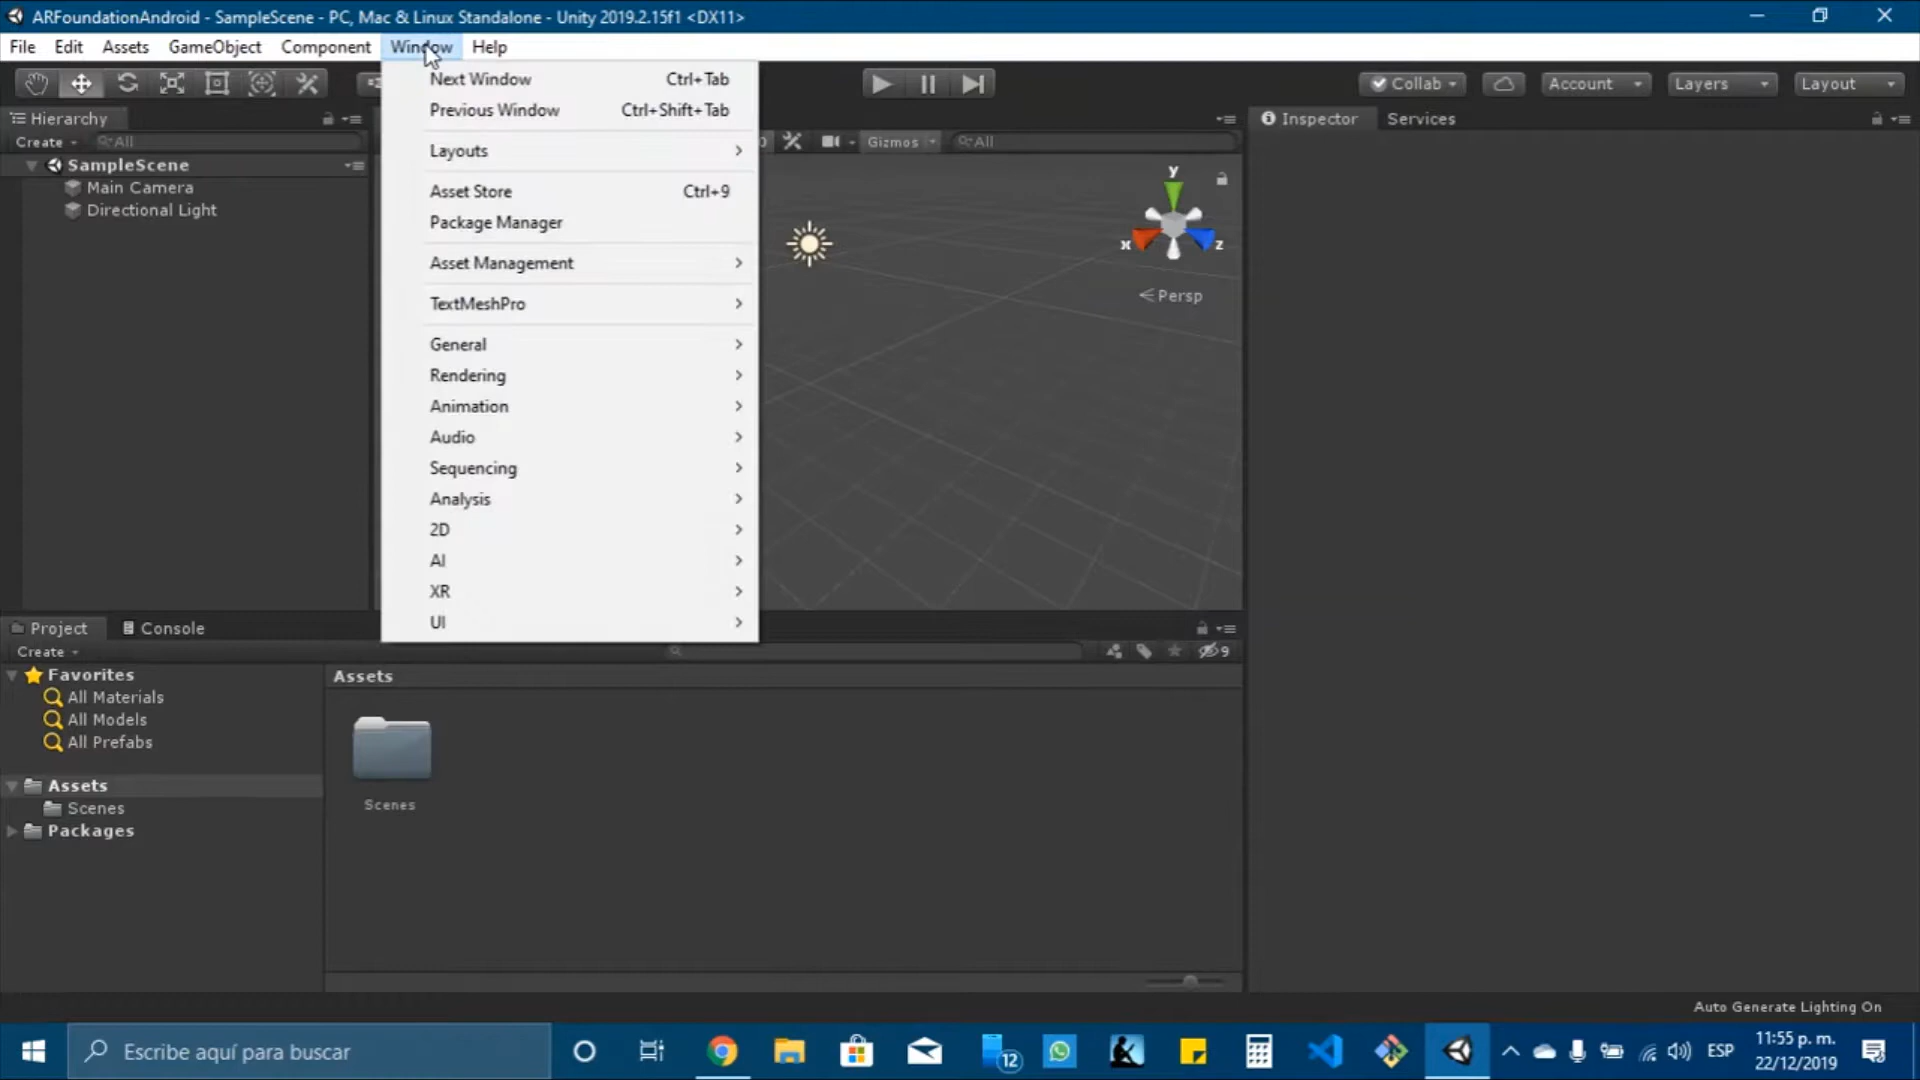 ARFoundationAndroid - SampleScene - PC, Mac & Linux Standalone - Unity 2019.2.15f1 <DX11>
File Edit Assets GameObject Component Window Help
Collab Account Layers Layout
Next Window Ctrl+Tab
Previous Window Ctrl+Shift+Tab
Layouts
Asset Store Ctrl+9
Package Manager
Asset Management
TextMeshPro
General
Rendering
Animation
Audio
Sequencing
Analysis
2D
AI
XR
UI
Hierarchy
Create All
SampleScene
Main Camera
Directional Light
Gizmos All
y
x
z
Persp
Inspector Services
Project Console
Create
9
Favorites
All Materials
All Models
All Prefabs
Assets
Scenes
Packages
Assets
Scenes
Auto Generate Lighting On
Escribe aquí para buscar
12
ESP
11:55 p. m.
22/12/2019